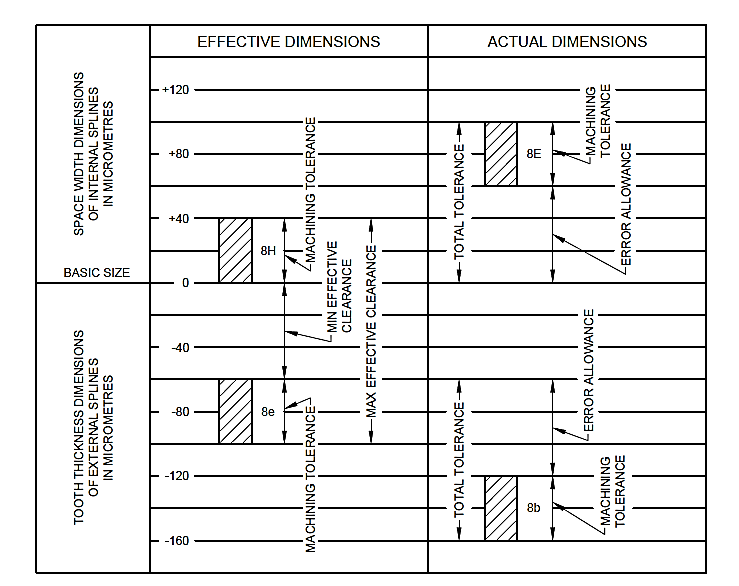 EFFECTIVE DIMENSIONS
ACTUAL DIMENSIONS
SPACE WIDTH DIMENSIONS
OF INTERNAL SPLINES
IN MICROMETRES
BASIC SIZE
TOOTH THICKNESS DIMENSIONS
OF EXTERNAL SPLINES
IN MICROMETRES
+120
+80
+40
0
-40
-80
-120
-160
8H
MACHINING TOLERANCE
MIN EFFECTIVE
CLEARANCE
MAX EFFECTIVE CLEARANCE
8e
MACHINING TOLERANCE
TOTAL TOLERANCE
8E
MACHINING
TOLERANCE
ERROR ALLOWANCE
TOTAL TOLERANCE
ERROR ALLOWANCE
8b
MACHINING
TOLERANCE